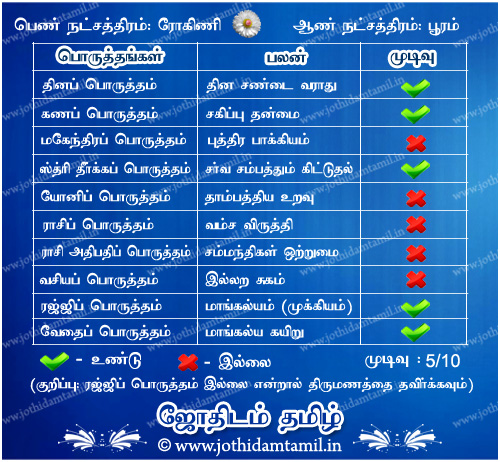 பெண் நட்சத்திரம்: ரோகிணி ஆண் நட்சத்திரம்: பூரம்
பொருத்தங்கள் பலன் முடிவு
தினப் பொருத்தம் தின சண்டை வராது
கணப் பொருத்தம் சகிப்பு தன்மை
மகேந்திரப் பொருத்தம் புத்திர பாக்கியம்
ஸ்த்ரி தீர்க்கப் பொருத்தம் சர்வ சம்பத்தும் கிட்டுதல்
யோனிப் பொருத்தம் தாம்பத்திய உறவு
ராசிப் பொருத்தம் வம்ச விருத்தி
ராசி அதிபதிப் பொருத்தம் சம்மந்திகள் ஒற்றுமை
வசியப் பொருத்தம் இல்லற சுகம்
ரஜ்ஜிப் பொருத்தம் மாங்கல்யம் (முக்கியம்)
வேதைப் பொருத்தம் மாங்கல்ய கயிறு
- உண்டு - இல்லை முடிவு : 5/10
(குறிப்பு: ரஜ்ஜிப் பொருத்தம் இல்லை என்றால் திருமணத்தை தவிர்க்கவும்)
ஜோதிடம் தமிழ்
© www.jothidamtamil.in